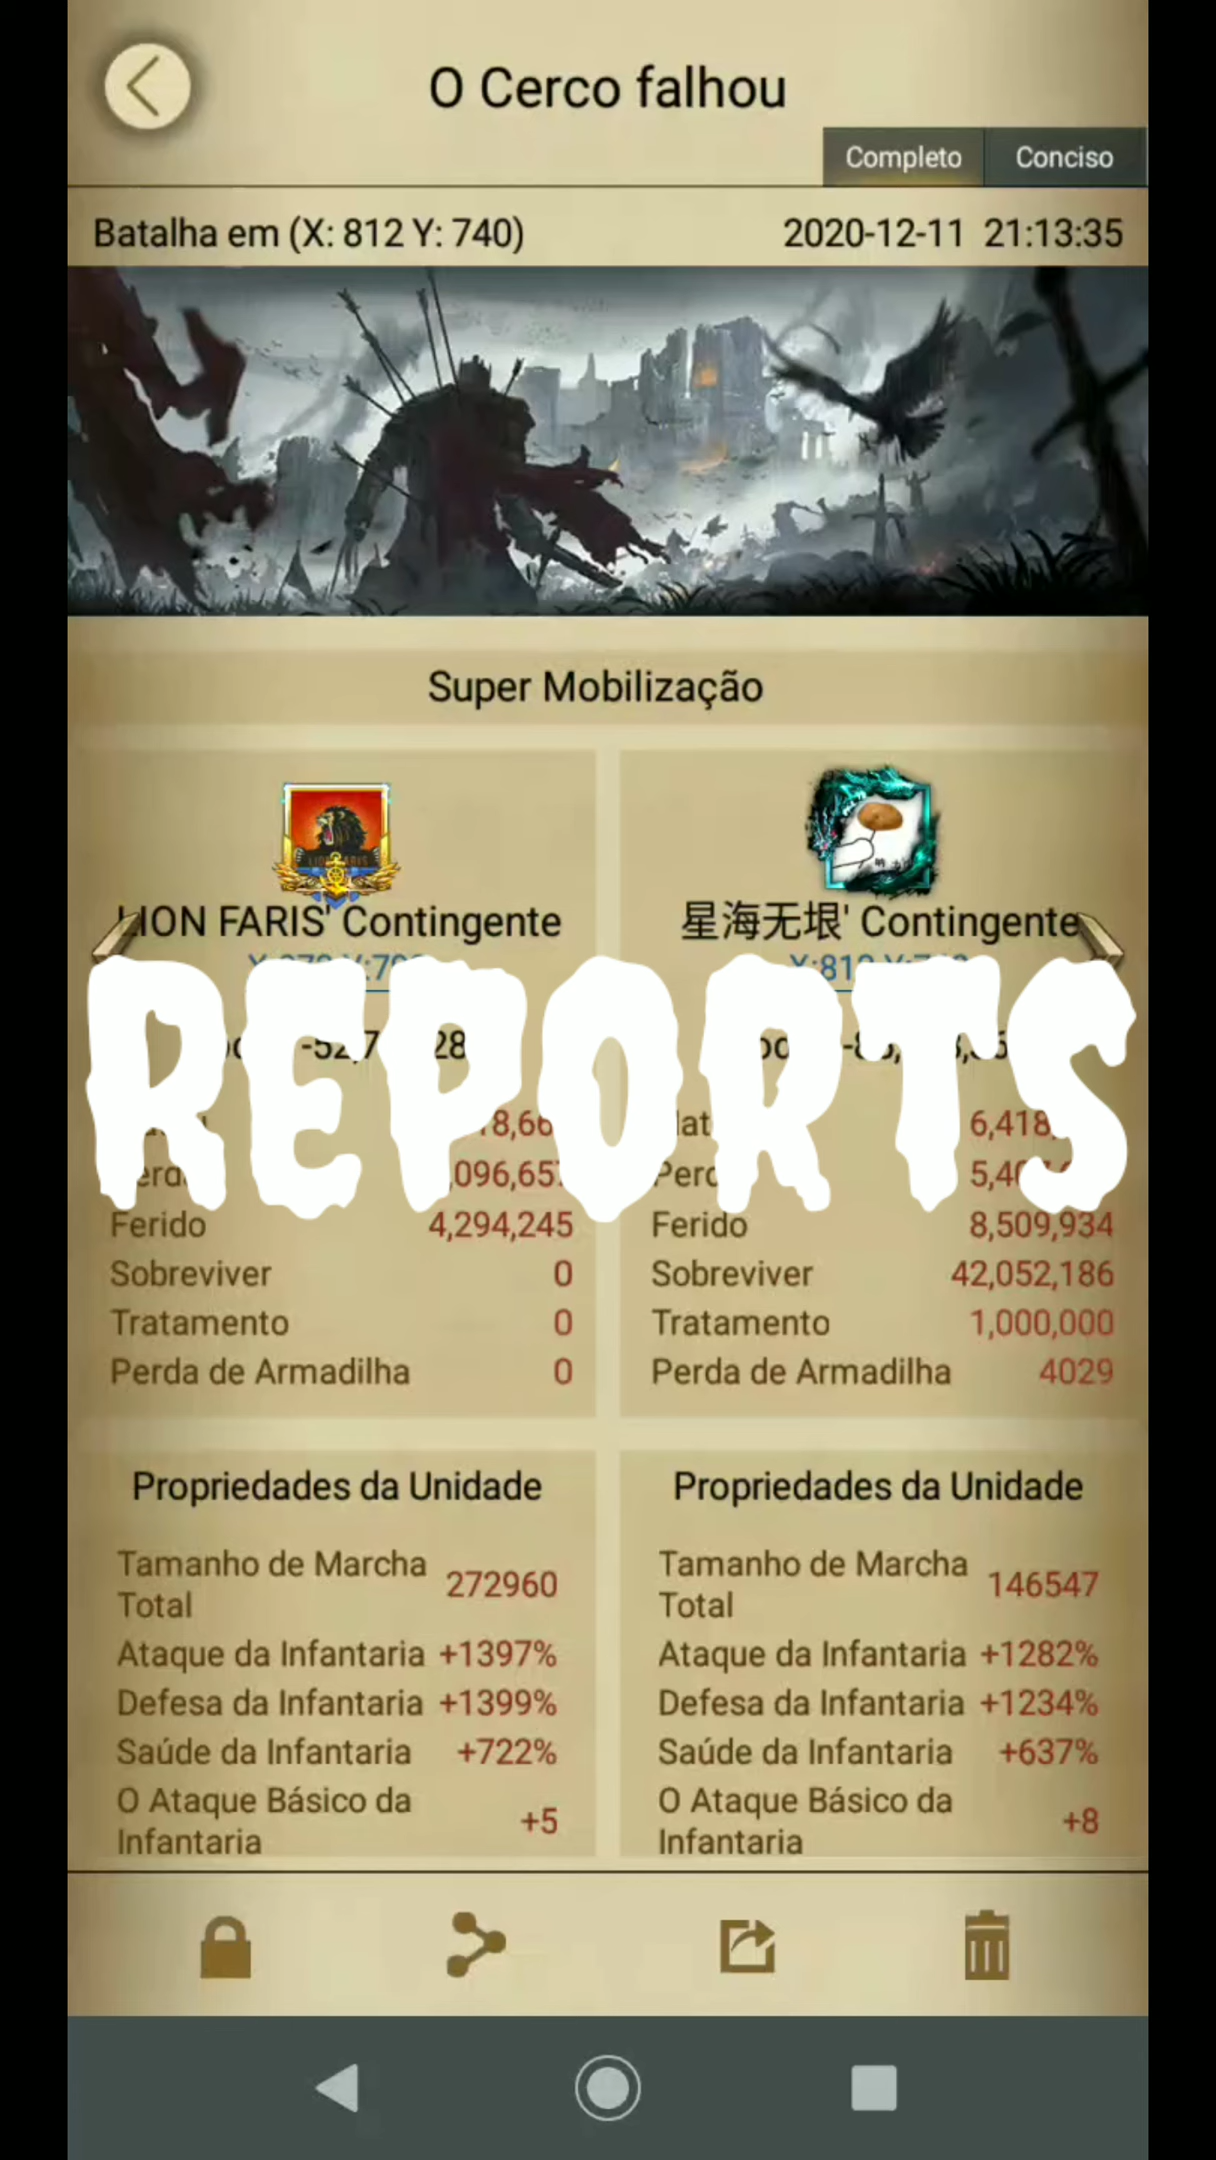 O Cerco falhou
Completo Conciso
Batalha em (X: 812 Y: 740) 2020-12-11 21:13:35
Super Mobilização
LION FARIS' Contingente 星海无垠' Contingente
REPORTS
Ferido 4,294,245 Ferido 8,509,934
Sobreviver 0 Sobreviver 42,052,186
Tratamento 0 Tratamento 1,000,000
Perda de Armadilha 0 Perda de Armadilha 4029
Propriedades da Unidade Propriedades da Unidade
Tamanho de Marcha Total 272960 Tamanho de Marcha Total 146547
Ataque da Infantaria +1397% Ataque da Infantaria +1282%
Defesa da Infantaria +1399% Defesa da Infantaria +1234%
Saúde da Infantaria +722% Saúde da Infantaria +637%
O Ataque Básico da Infantaria +5 O Ataque Básico da Infantaria +8